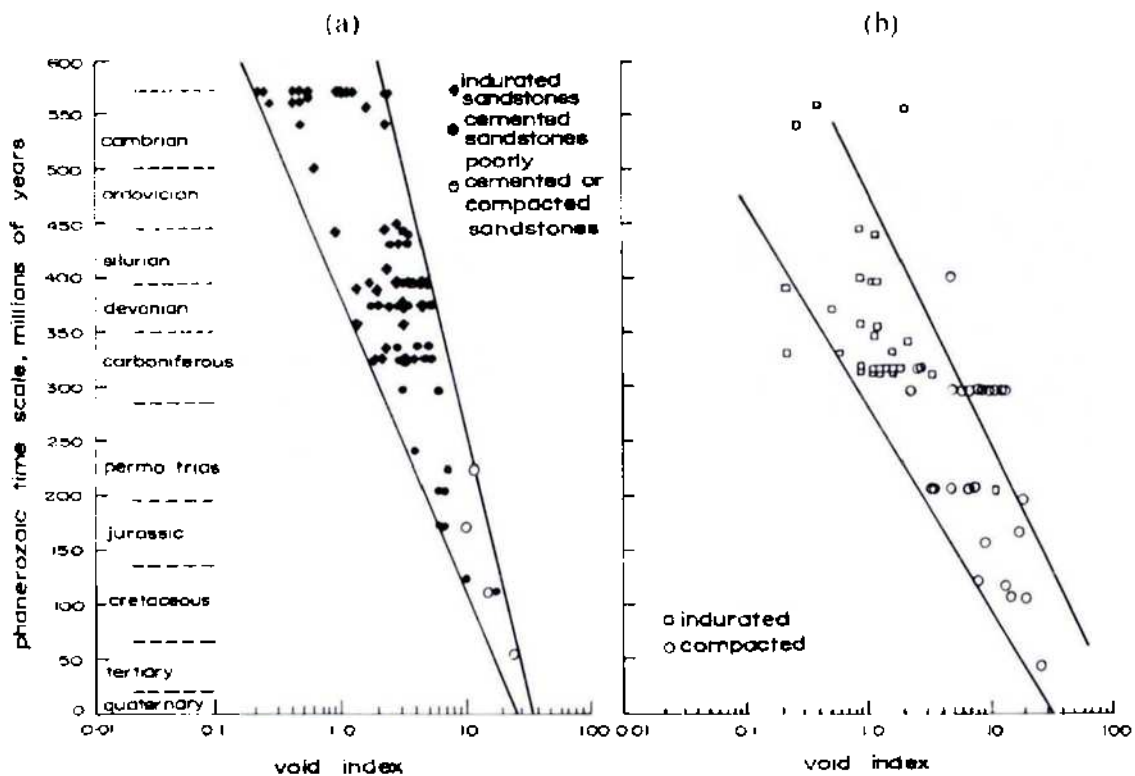 (a)
(b)
phanerozoic time scale, millions of years
600
550
500
450
400
350
300
250
200
150
100
50
0
cambrian
ordovician
silurian
devonian
carboniferous
permo trias
jurassic
cretaceous
tertiary
quaternary
indurated
sandstones
cemented
sandstones
poorly
cemented or
compacted
sandstones
0·01 0·1 1·0 10 100
void index
indurated
compacted
0·01 0·1 1·0 10 100
void index